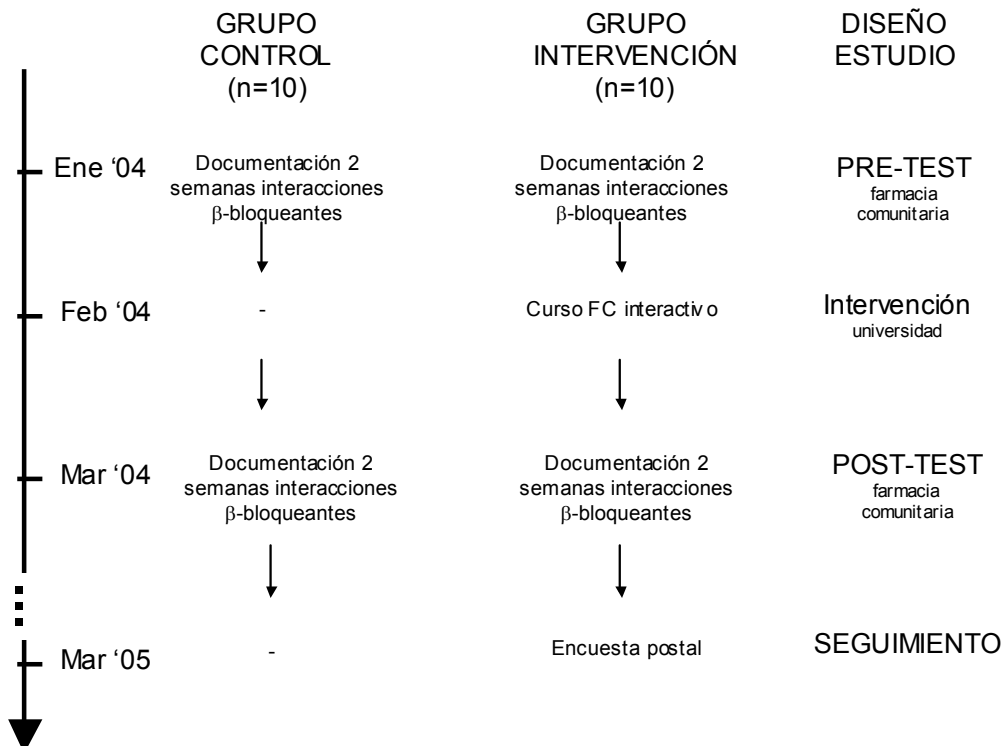 GRUPO
CONTROL
(n=10)
GRUPO
INTERVENCIÓN
(n=10)
DISEÑO
ESTUDIO
Ene ‘04
Documentación 2
semanas interacciones
β-bloqueantes
Documentación 2
semanas interacciones
β-bloqueantes
PRE-TEST
farmacia
comunitaria
Feb ‘04
-
Curso FC interactivo
Intervención
universidad
Mar ‘04
Documentación 2
semanas interacciones
β-bloqueantes
Documentación 2
semanas interacciones
β-bloqueantes
POST-TEST
farmacia
comunitaria
Mar ‘05
-
Encuesta postal
SEGUIMIENTO